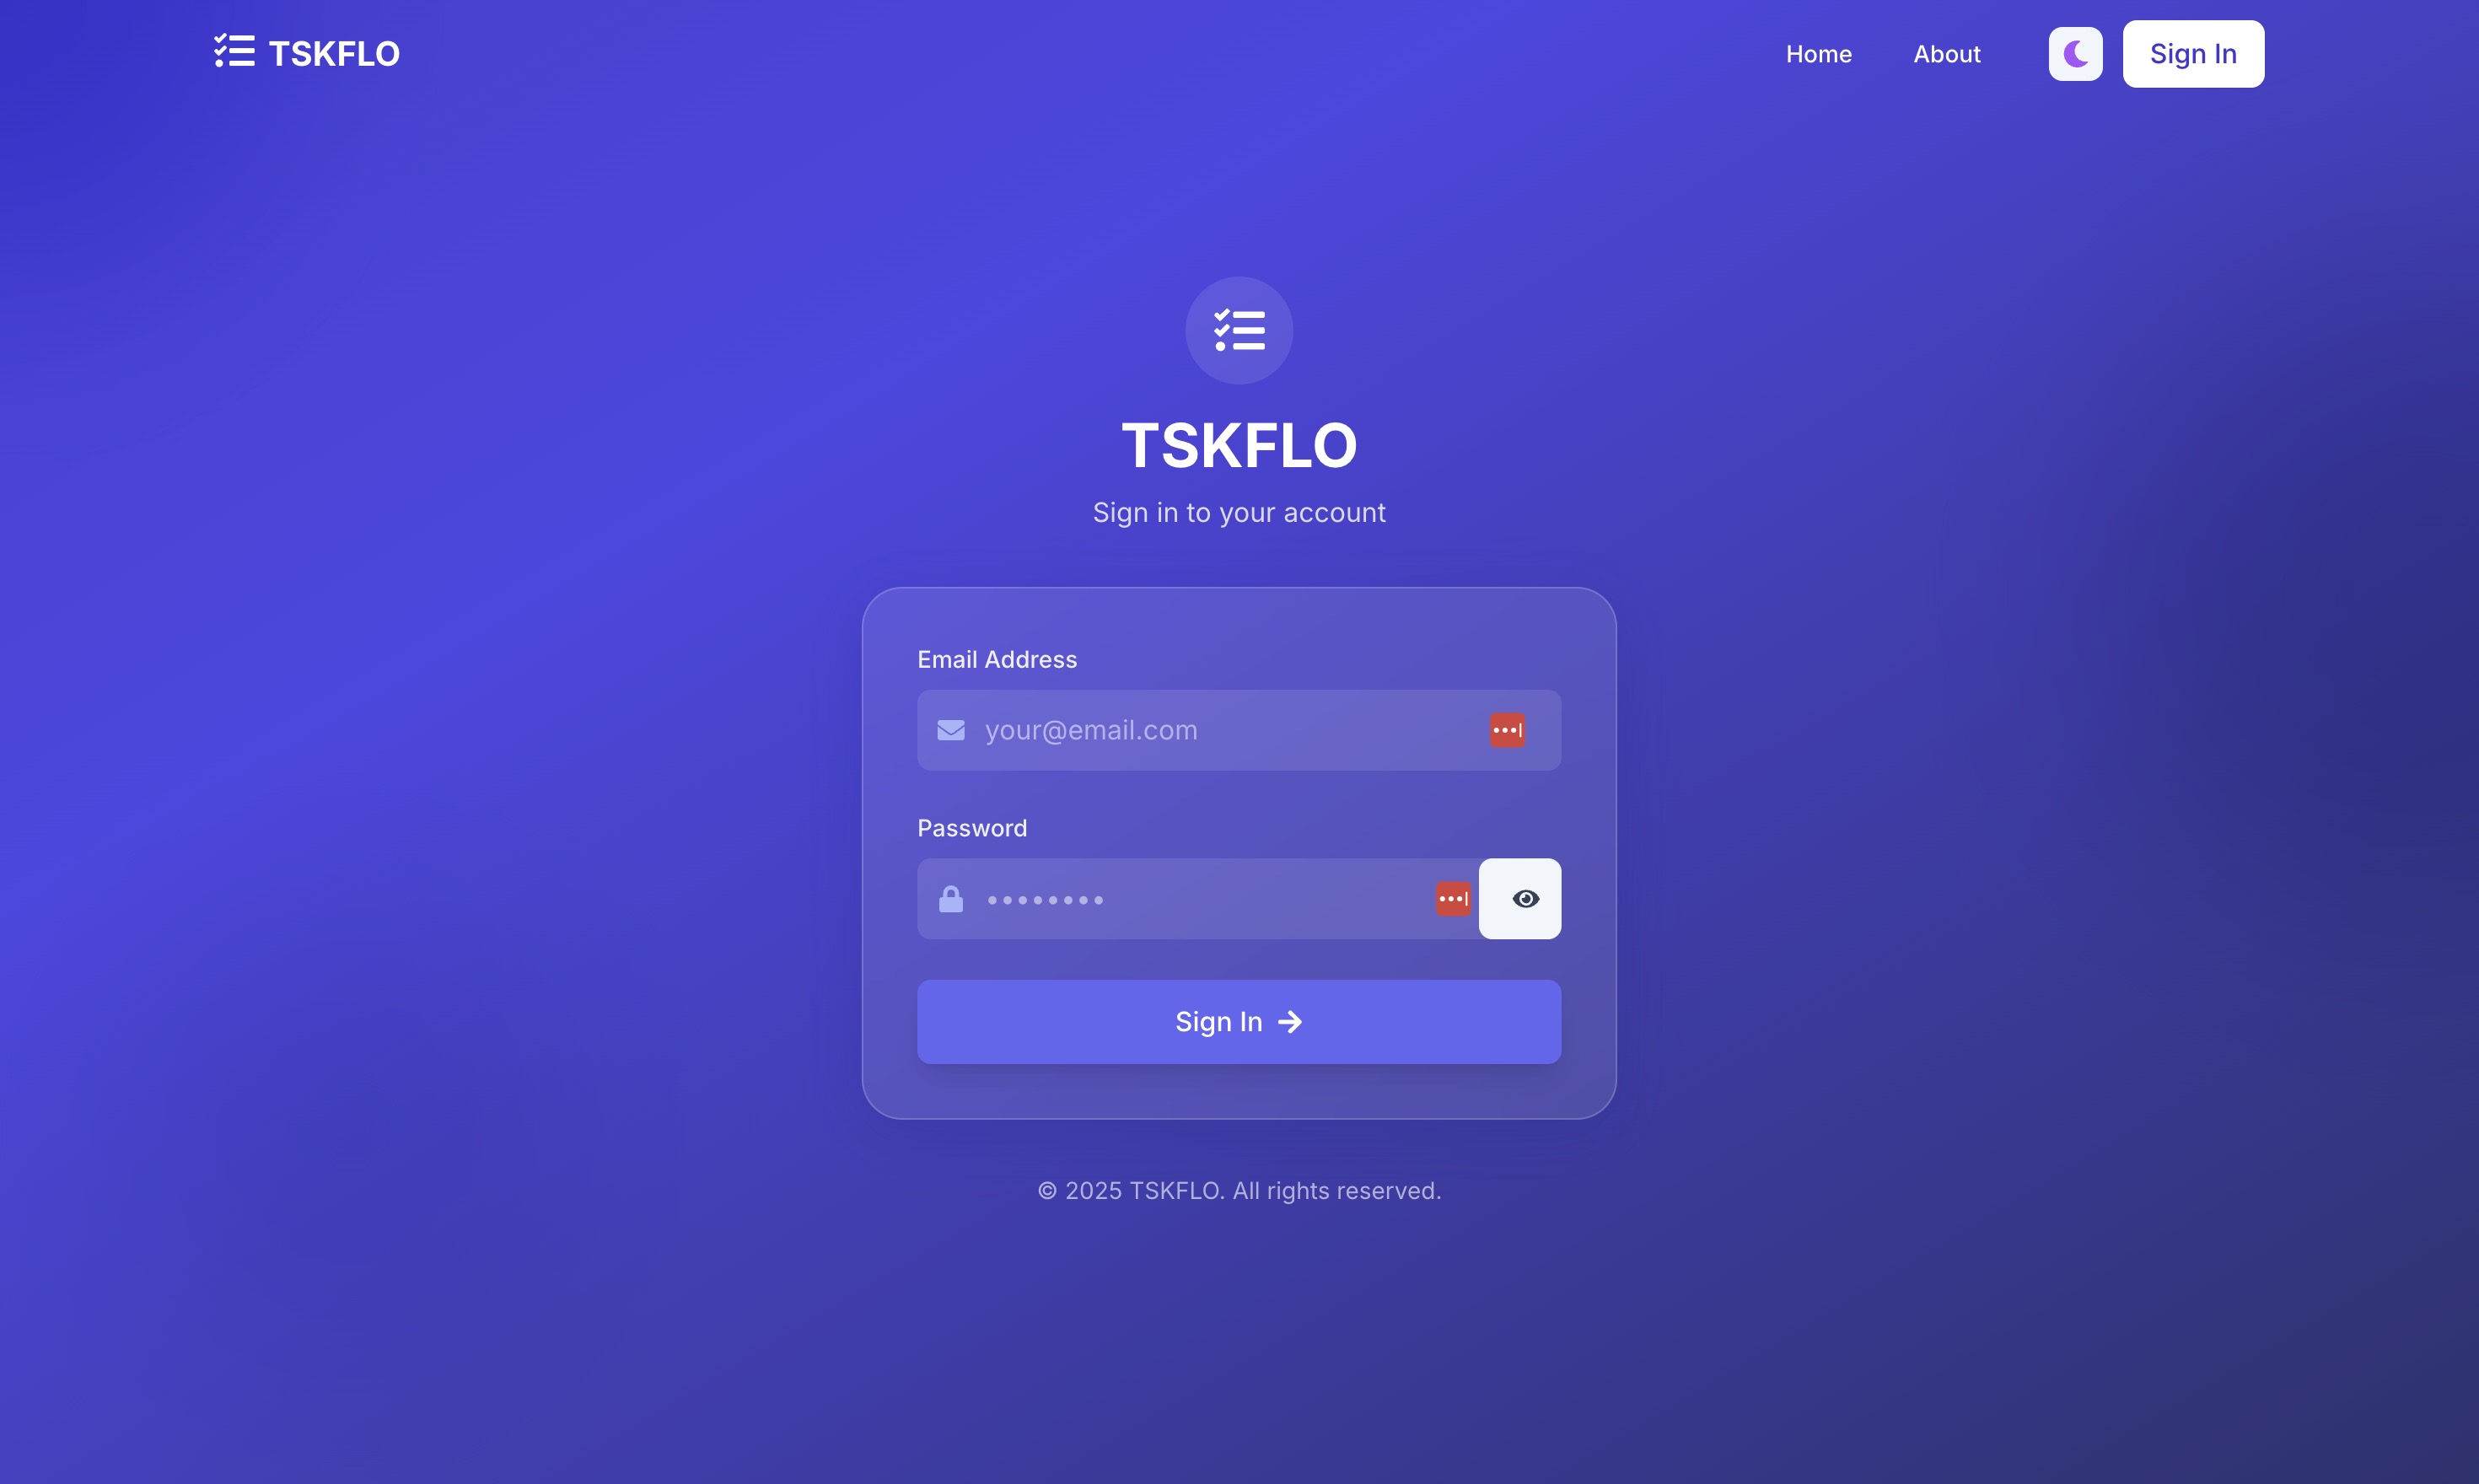 TSKFLO
Home
About
Sign In
TSKFLO
Sign in to your account
Email Address
your@email.com
Password
••••••••
Sign In
© 2025 TSKFLO. All rights reserved.